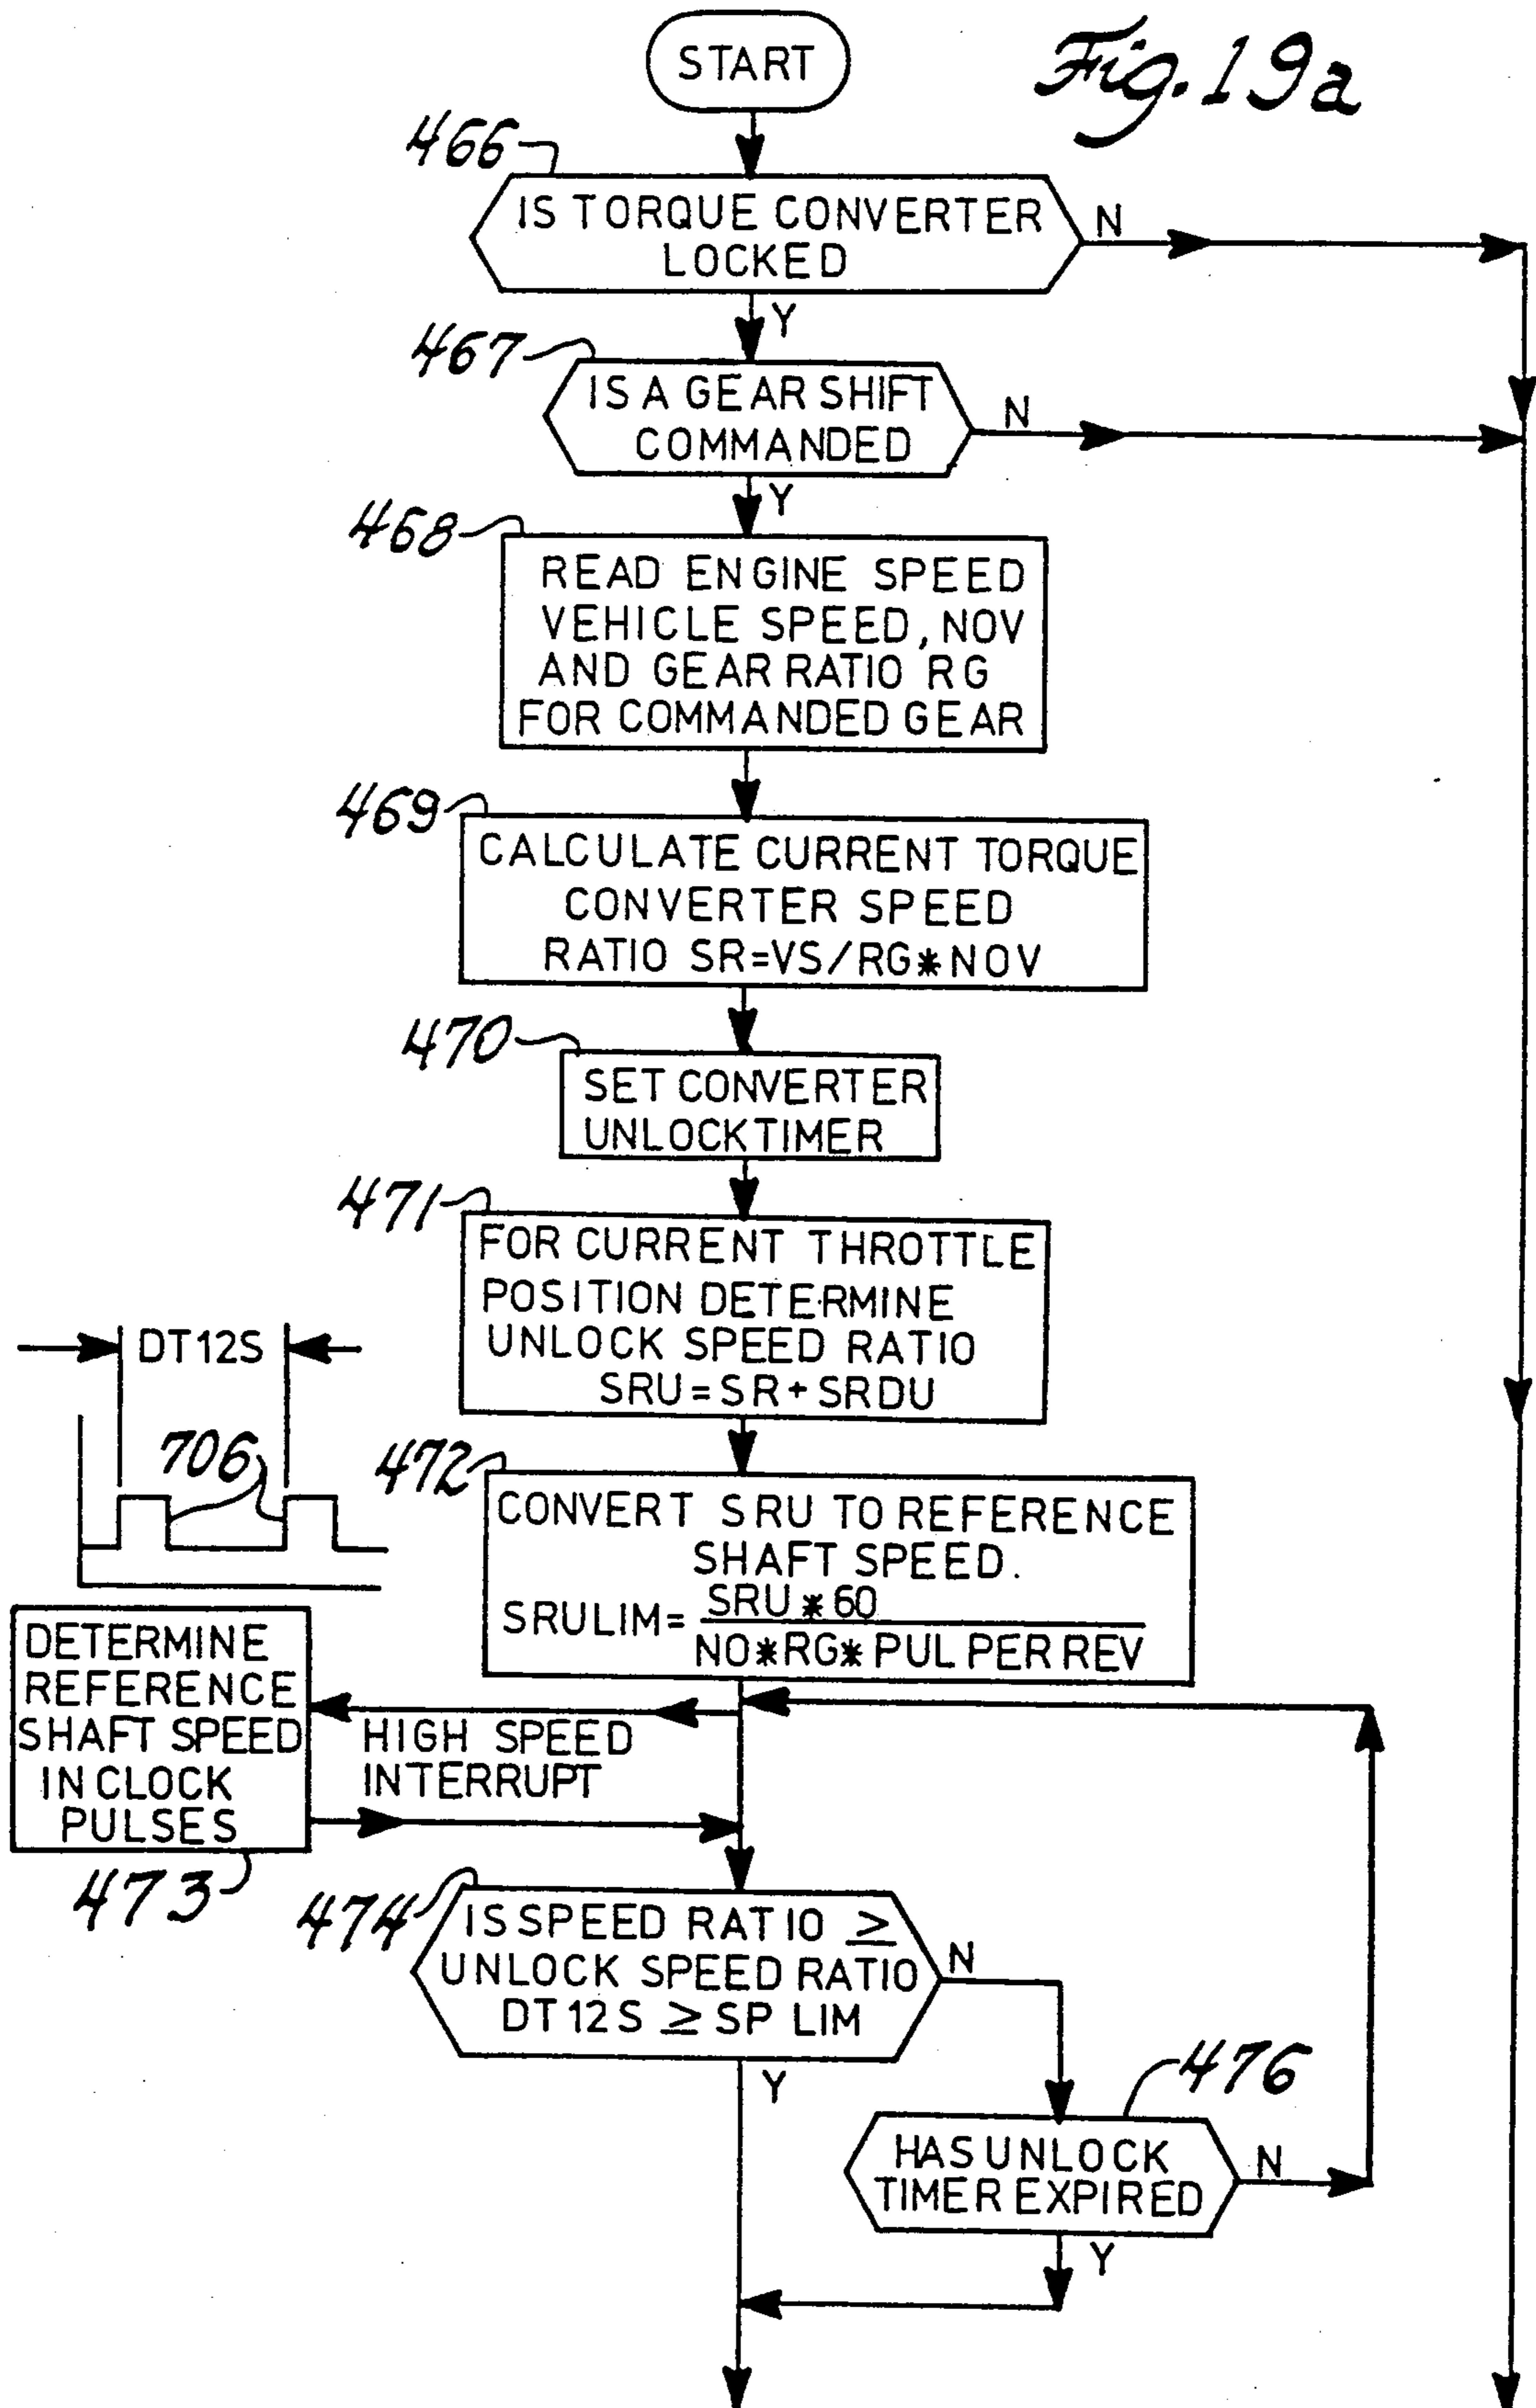 START
Fig. 19a
466
IS TORQUE CONVERTER
LOCKED
N
Y
467
IS A GEAR SHIFT
COMMANDED
N
Y
468
READ ENGINE SPEED
VEHICLE SPEED, NOV
AND GEAR RATIO RG
FOR COMMANDED GEAR
469
CALCULATE CURRENT TORQUE
CONVERTER SPEED
RATIO SR=VS/RG*NOV
470
SET CONVERTER
UNLOCK TIMER
471
FOR CURRENT THROTTLE
POSITION DETERMINE
UNLOCK SPEED RATIO
SRU=SR+SRDU
DT12S
706
472
CONVERT SRU TO REFERENCE
SHAFT SPEED.
SRULIM= SRU*60
NO*RG*PUL PER REV
DETERMINE
REFERENCE
SHAFT SPEED
IN CLOCK
PULSES
HIGH SPEED
INTERRUPT
473
474
IS SPEED RATIO ≥
UNLOCK SPEED RATIO
DT12S ≥ SP LIM
N
Y
476
HAS UNLOCK
TIMER EXPIRED
N
Y